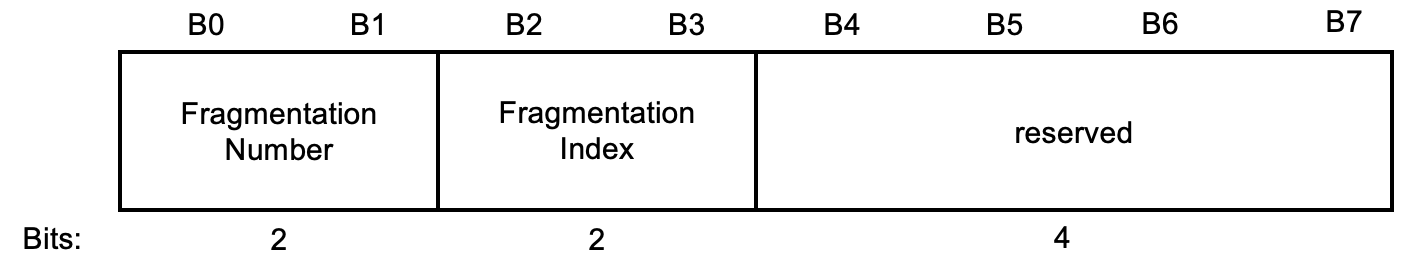 B0 B1 B2 B3 B4 B5 B6 B7
Fragmentation
Number
Fragmentation
Index
reserved
Bits: 2 2 4